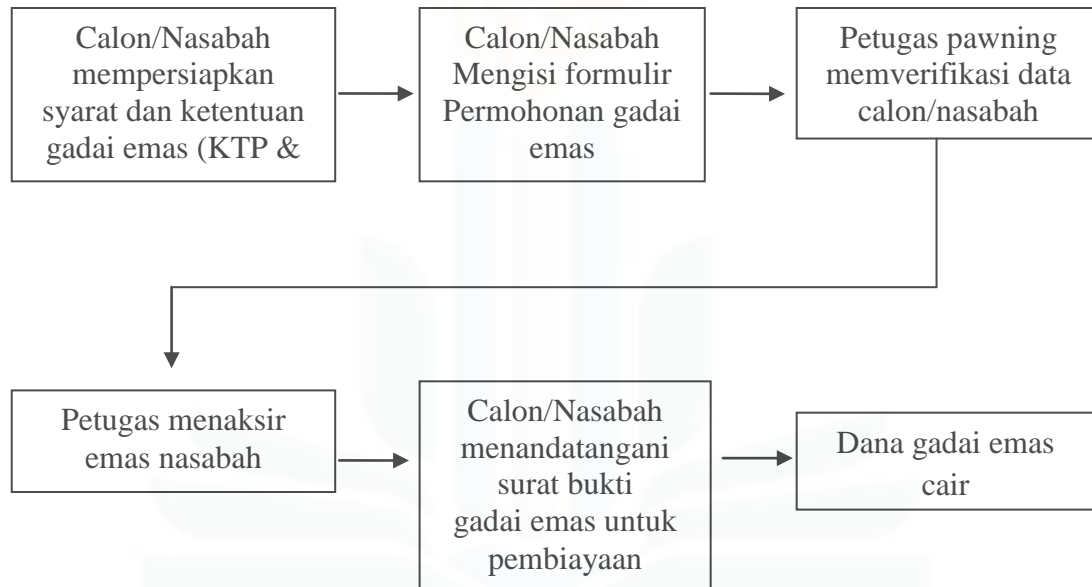 Calon/Nasabah
mempersiapkan
syarat dan ketentuan
gadai emas (KTP &
Calon/Nasabah
Mengisi formulir
Permohonan gadai
emas
Petugas pawning
memverifikasi data
calon/nasabah
Petugas menaksir
emas nasabah
Calon/Nasabah
menandatangani
surat bukti
gadai emas untuk
pembiayaan
Dana gadai emas
cair